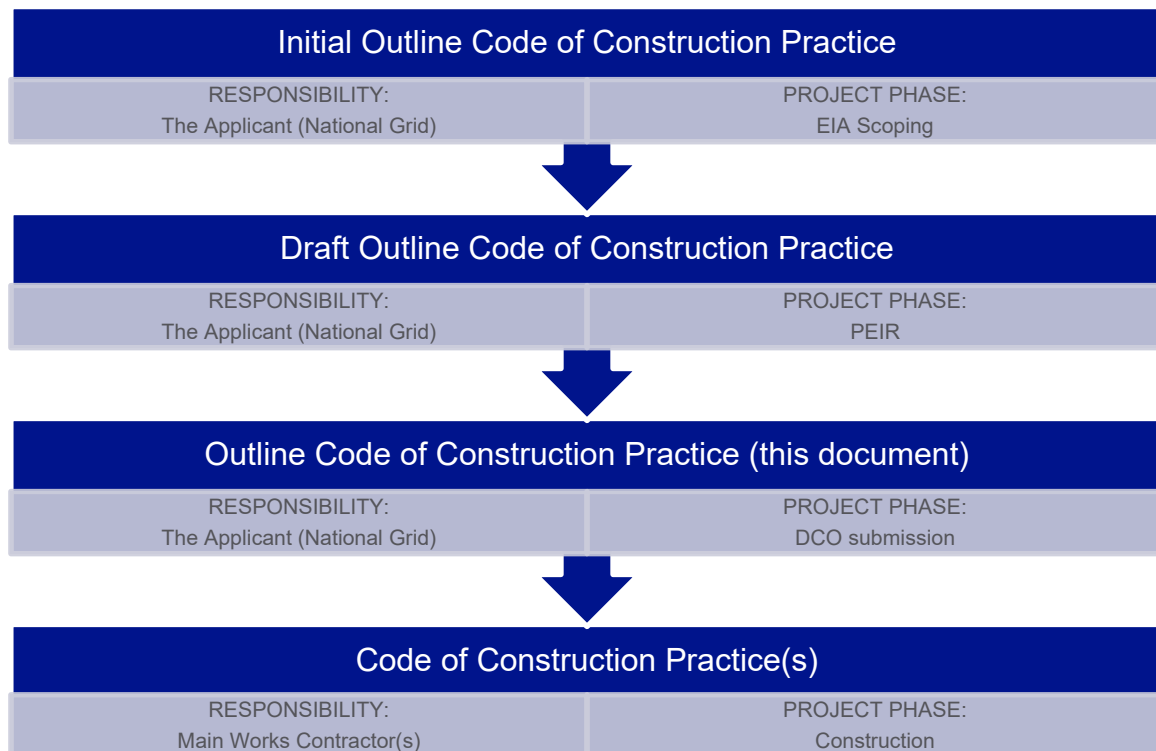 Initial Outline Code of Construction Practice
RESPONSIBILITY:
The Applicant (National Grid)
PROJECT PHASE:
EIA Scoping
Draft Outline Code of Construction Practice
RESPONSIBILITY:
The Applicant (National Grid)
PROJECT PHASE:
PEIR
Outline Code of Construction Practice (this document)
RESPONSIBILITY:
The Applicant (National Grid)
PROJECT PHASE:
DCO submission
Code of Construction Practice(s)
RESPONSIBILITY:
Main Works Contractor(s)
PROJECT PHASE:
Construction